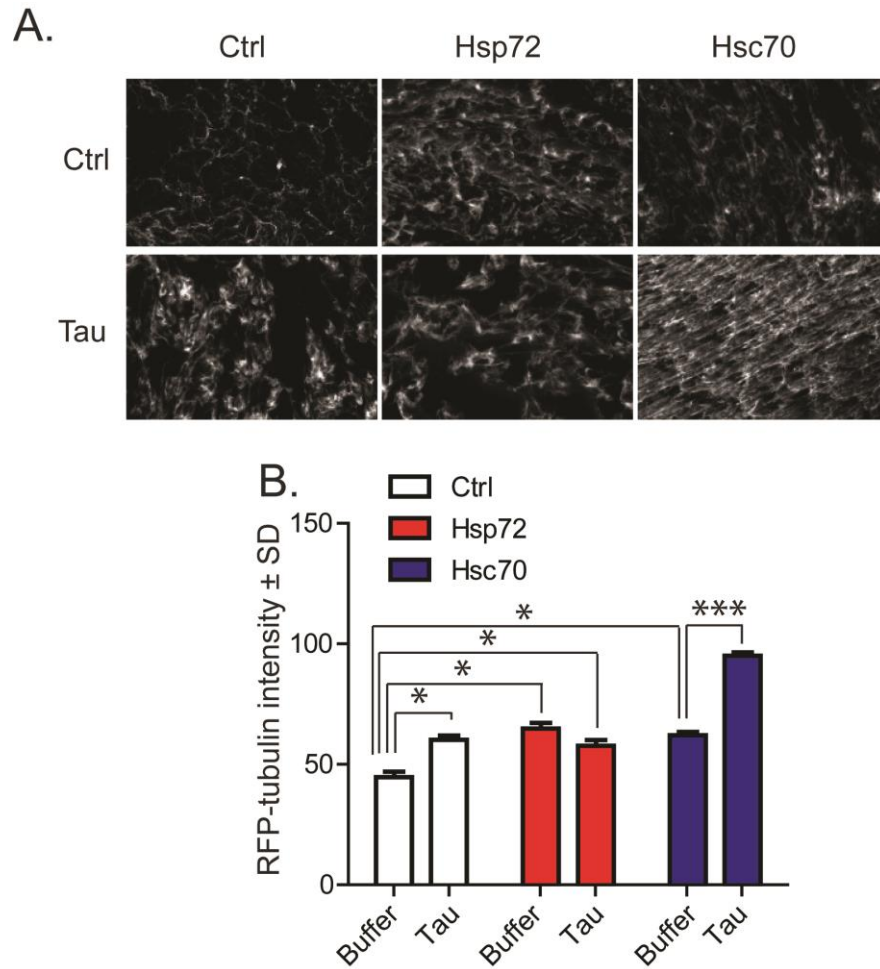 A.
Ctrl Hsp72 Hsc70
Ctrl
Tau
B.
Ctrl
Hsp72
Hsc70
RFP-tubulin intensity ± SD
150
100
50
0
*
***
*
*
*
Buffer Tau Buffer Tau Buffer Tau